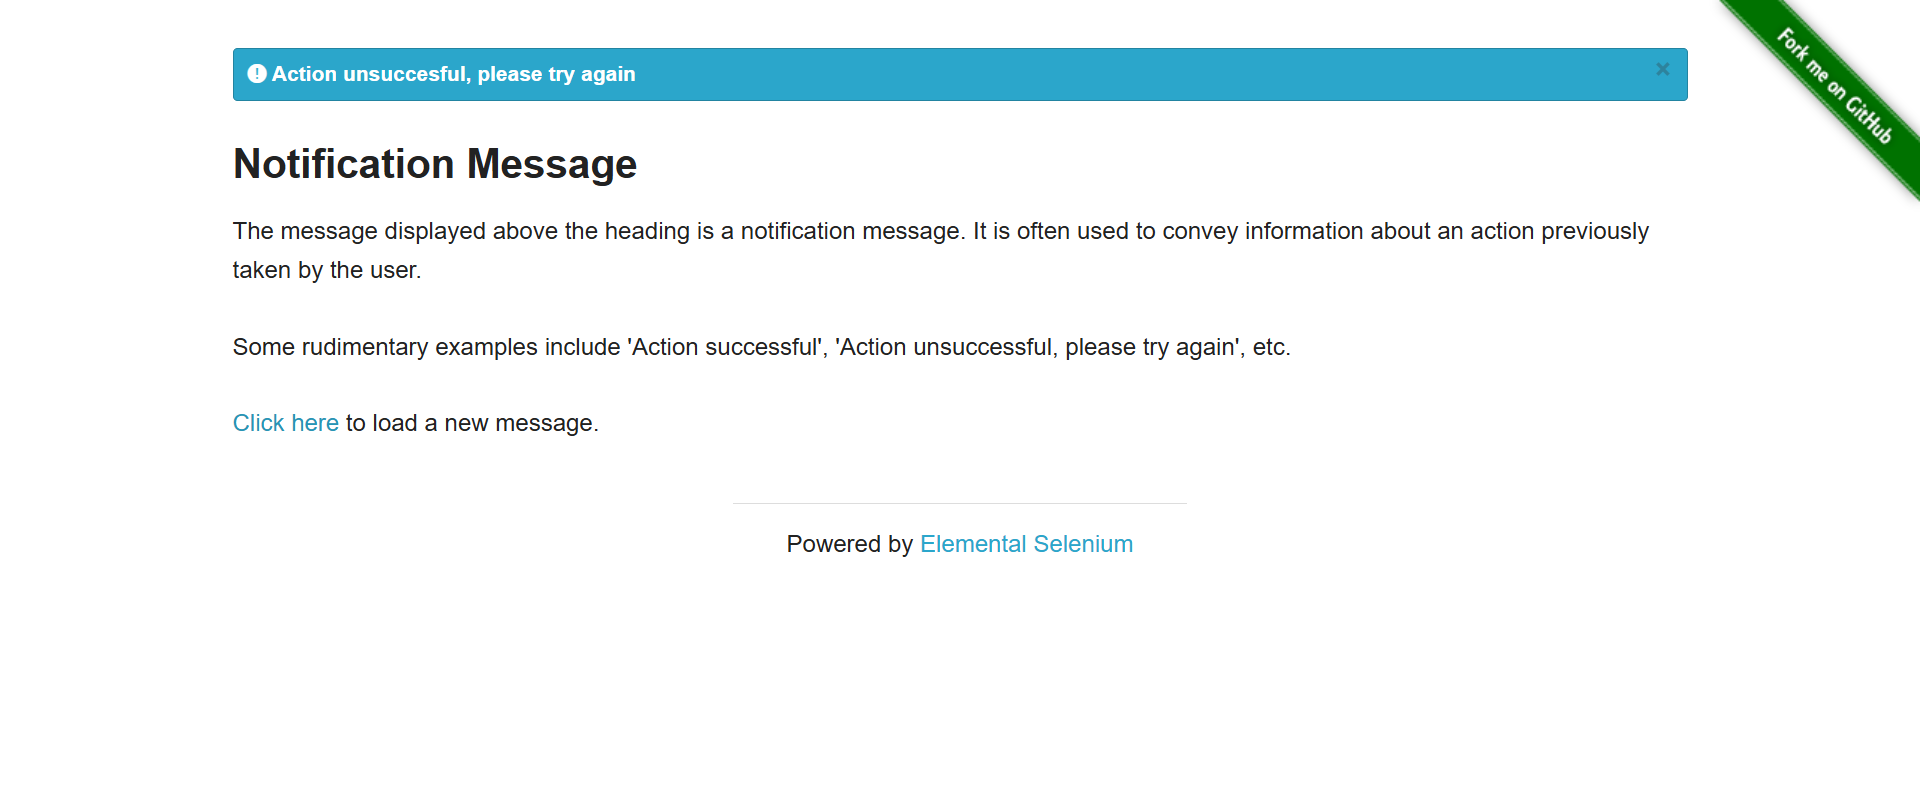 Action unsuccesful, please try again
×
Fork me on GitHub
Notification Message
The message displayed above the heading is a notification message. It is often used to convey information about an action previously
taken by the user.
Some rudimentary examples include 'Action successful', 'Action unsuccessful, please try again', etc.
Click here to load a new message.
Powered by Elemental Selenium